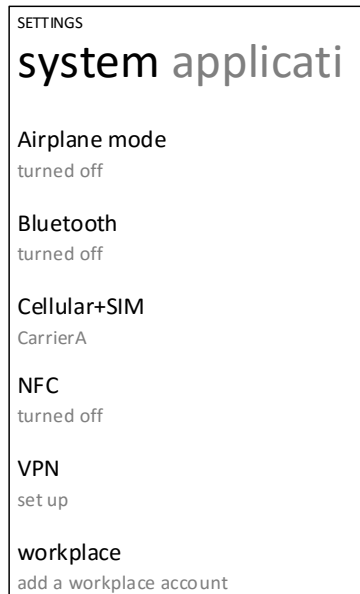 SETTINGS
system applicati
Airplane mode
turned off
Bluetooth
turned off
Cellular+SIM
CarrierA
NFC
turned off
VPN
set up
workplace
add a workplace account